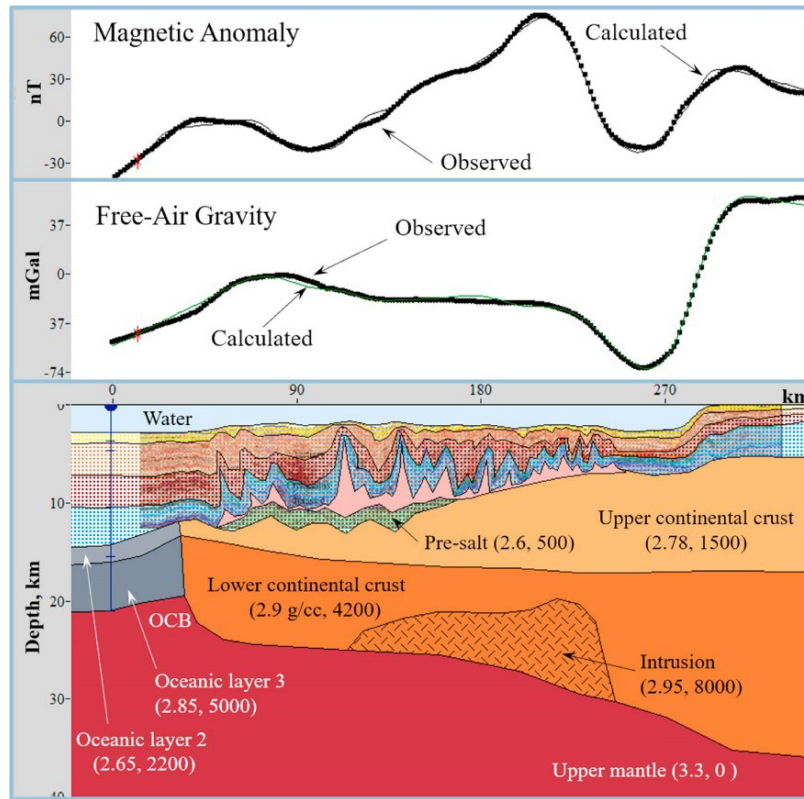 Magnetic Anomaly
Calculated
Observed
60
30
0
-30
nT
Free-Air Gravity
Observed
Calculated
37
0
37
-74
mGal
0
90
180
270
km
0
10
20
30
40
Depth, km
Water
Pre-salt (2.6, 500)
Upper continental crust
(2.78, 1500)
Lower continental crust
(2.9 g/cc, 4200)
OCB
Oceanic layer 3
(2.85, 5000)
Oceanic layer 2
(2.65, 2200)
Intrusion
(2.95, 8000)
Upper mantle (3.3, 0 )